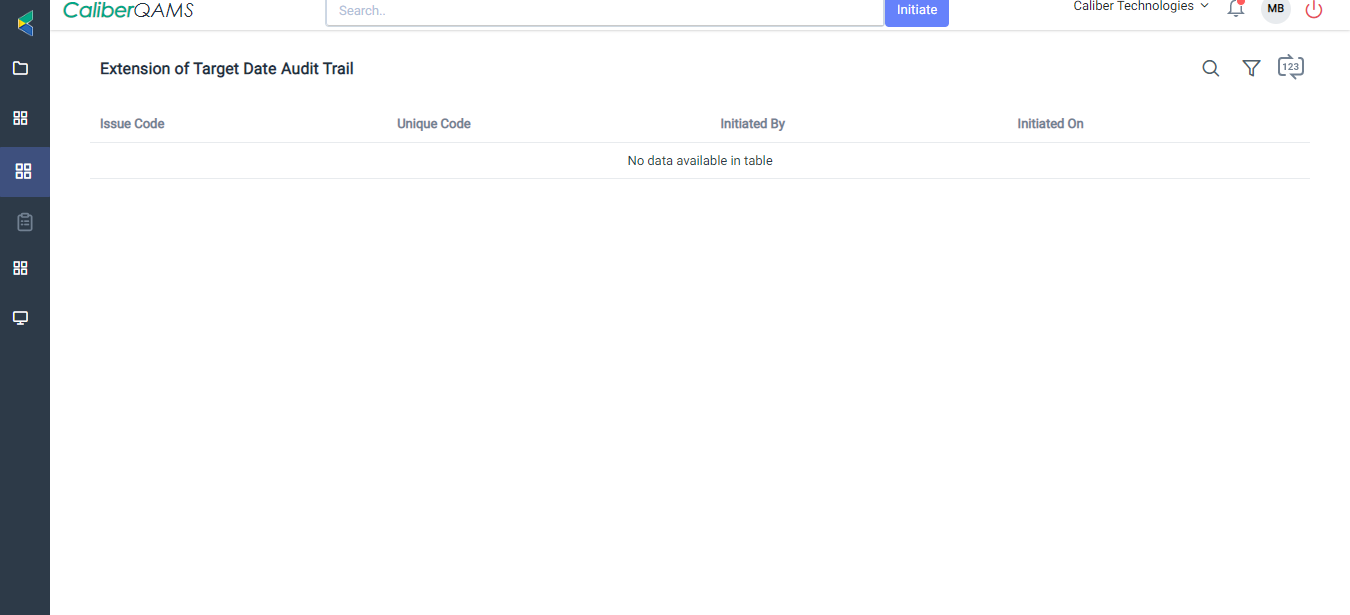 CaliberQAMS
Search..
Initiate
Caliber Technologies
MB
Extension of Target Date Audit Trail
123
Issue Code
Unique Code
Initiated By
Initiated On
No data available in table